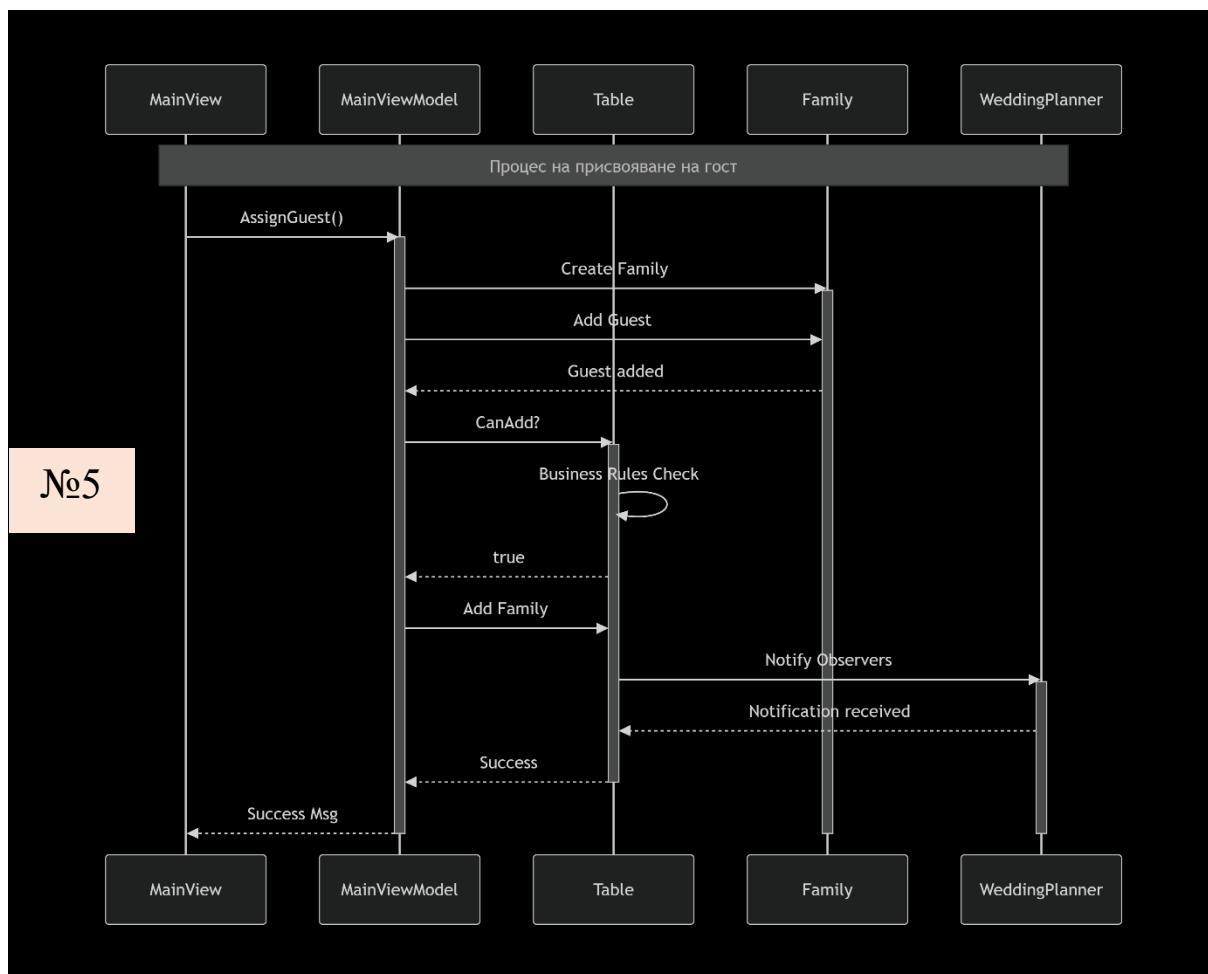 MainView
MainViewModel
Table
Family
WeddingPlanner
Процес на присвояване на гост
AssignGuest()
Create Family
Add Guest
Guest added
CanAdd?
№5
Business Rules Check
true
Add Family
Notify Observers
Notification received
Success
Success Msg
MainView
MainViewModel
Table
Family
WeddingPlanner